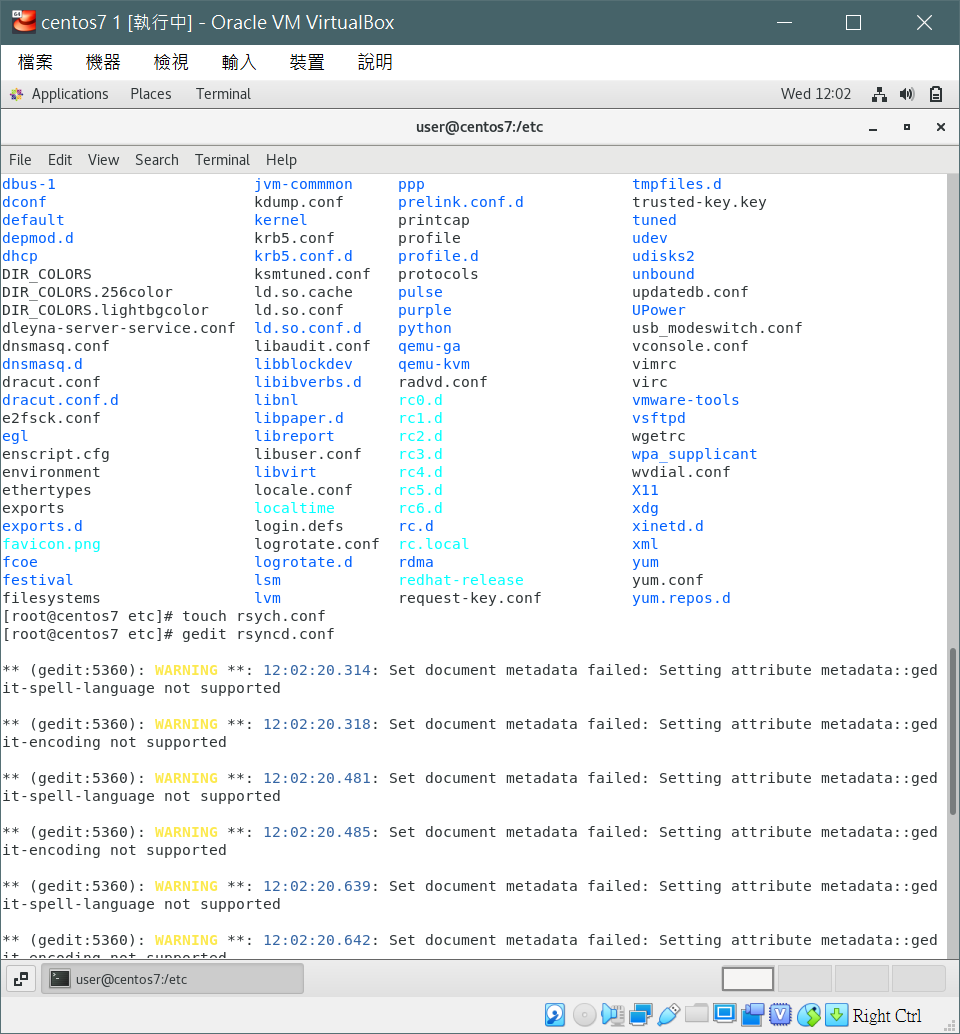 centos7 1 [執行中] - Oracle VM VirtualBox
檔案 機器 檢視 輸入 裝置 說明
Applications Places Terminal Wed 12:02
user@centos7:/etc
File Edit View Search Terminal Help
dbus-1 jvm-commmon ppp tmpfiles.d
dconf kdump.conf prelink.conf.d trusted-key.key
default kernel printcap tuned
depmod.d krb5.conf profile udev
dhcp krb5.conf.d profile.d udisks2
DIR_COLORS ksmtuned.conf protocols unbound
DIR_COLORS.256color ld.so.cache pulse updatedb.conf
DIR_COLORS.lightbgcolor ld.so.conf purple UPower
dleyna-server-service.conf ld.so.conf.d python usb_modeswitch.conf
dnsmasq.conf libaudit.conf qemu-ga vconsole.conf
dnsmasq.d libblockdev qemu-kvm vimrc
dracut.conf libibverbs.d radvd.conf virc
dracut.conf.d libnl rc0.d vmware-tools
e2fsck.conf libpaper.d rc1.d vsftpd
egl libreport rc2.d wgetrc
enscript.cfg libuser.conf rc3.d wpa_supplicant
environment libvirt rc4.d wvdial.conf
ethertypes locale.conf rc5.d X11
exports localtime rc6.d xdg
exports.d login.defs rc.d xinetd.d
favicon.png logrotate.conf rc.local xml
fcoe logrotate.d rdma yum
festival lsm redhat-release yum.conf
filesystems lvm request-key.conf yum.repos.d
[root@centos7 etc]# touch rsych.conf
[root@centos7 etc]# gedit rsyncd.conf
** (gedit:5360): WARNING **: 12:02:20.314: Set document metadata failed: Setting attribute metadata::ged
it-spell-language not supported
** (gedit:5360): WARNING **: 12:02:20.318: Set document metadata failed: Setting attribute metadata::ged
it-encoding not supported
** (gedit:5360): WARNING **: 12:02:20.481: Set document metadata failed: Setting attribute metadata::ged
it-spell-language not supported
** (gedit:5360): WARNING **: 12:02:20.485: Set document metadata failed: Setting attribute metadata::ged
it-encoding not supported
** (gedit:5360): WARNING **: 12:02:20.639: Set document metadata failed: Setting attribute metadata::ged
it-spell-language not supported
** (gedit:5360): WARNING **: 12:02:20.642: Set document metadata failed: Setting attribute metadata::ged
it-encoding not supported
user@centos7:/etc
Right Ctrl